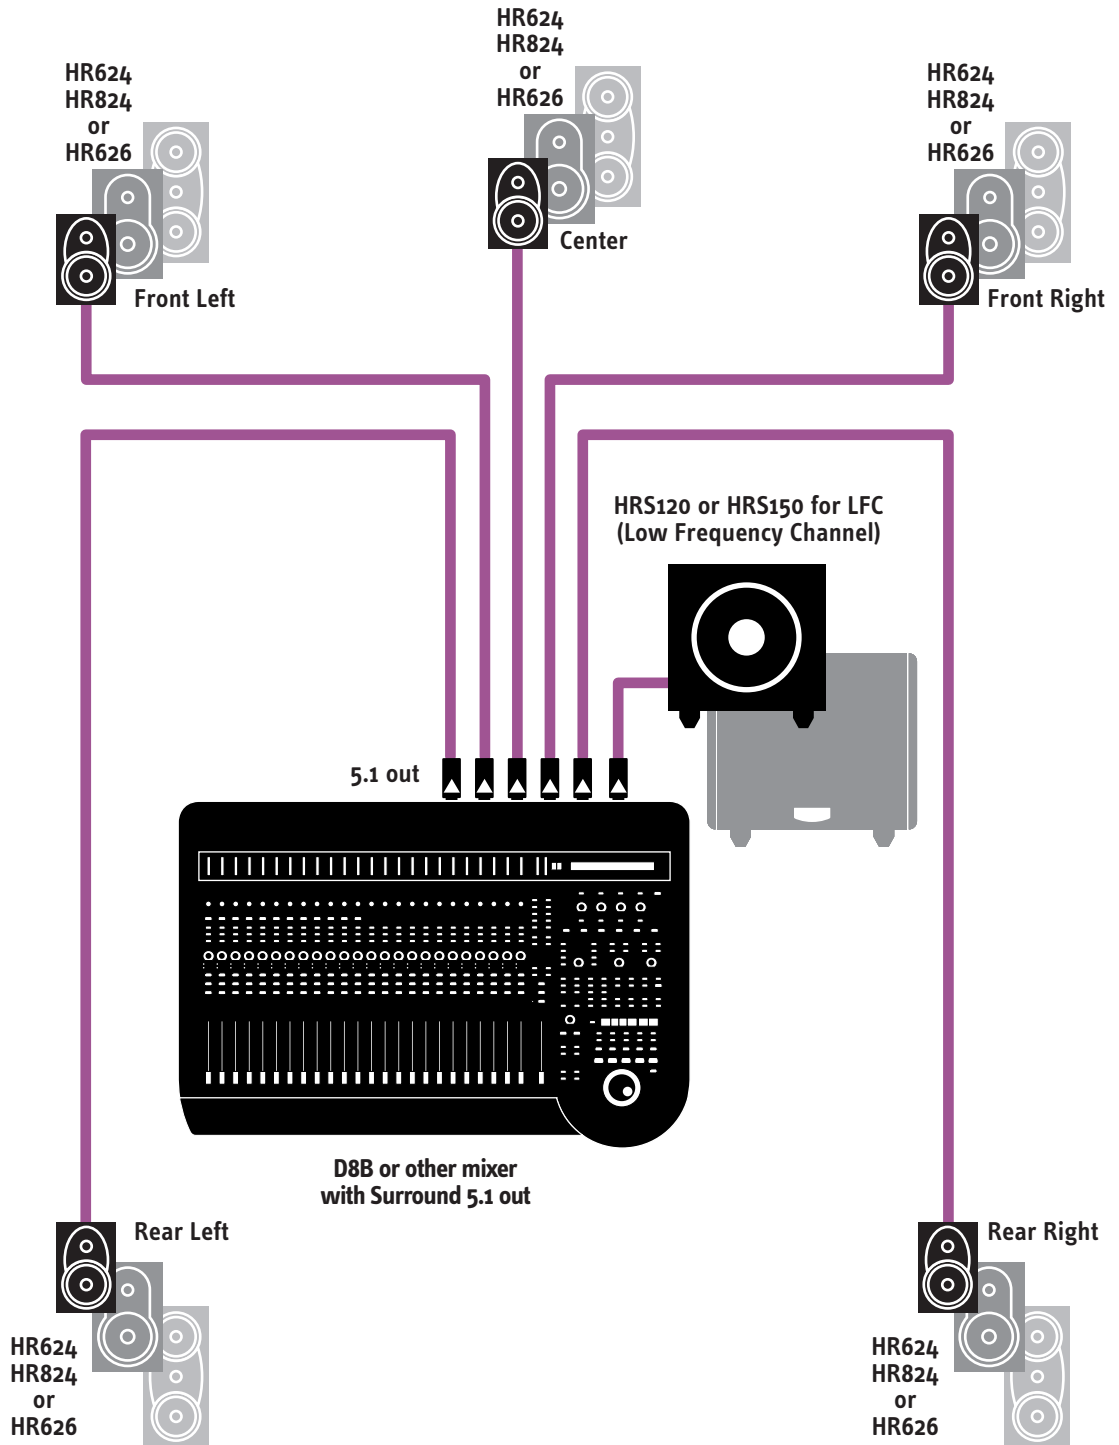 HR624
HR824
or
HR626
Center
HR624
HR824
or
HR626
Front Left
HR624
HR824
or
HR626
Front Right
HRS120 or HRS150 for LFC
(Low Frequency Channel)
5.1 out
D8B or other mixer
with Surround 5.1 out
Rear Left
HR624
HR824
or
HR626
Rear Right
HR624
HR824
or
HR626